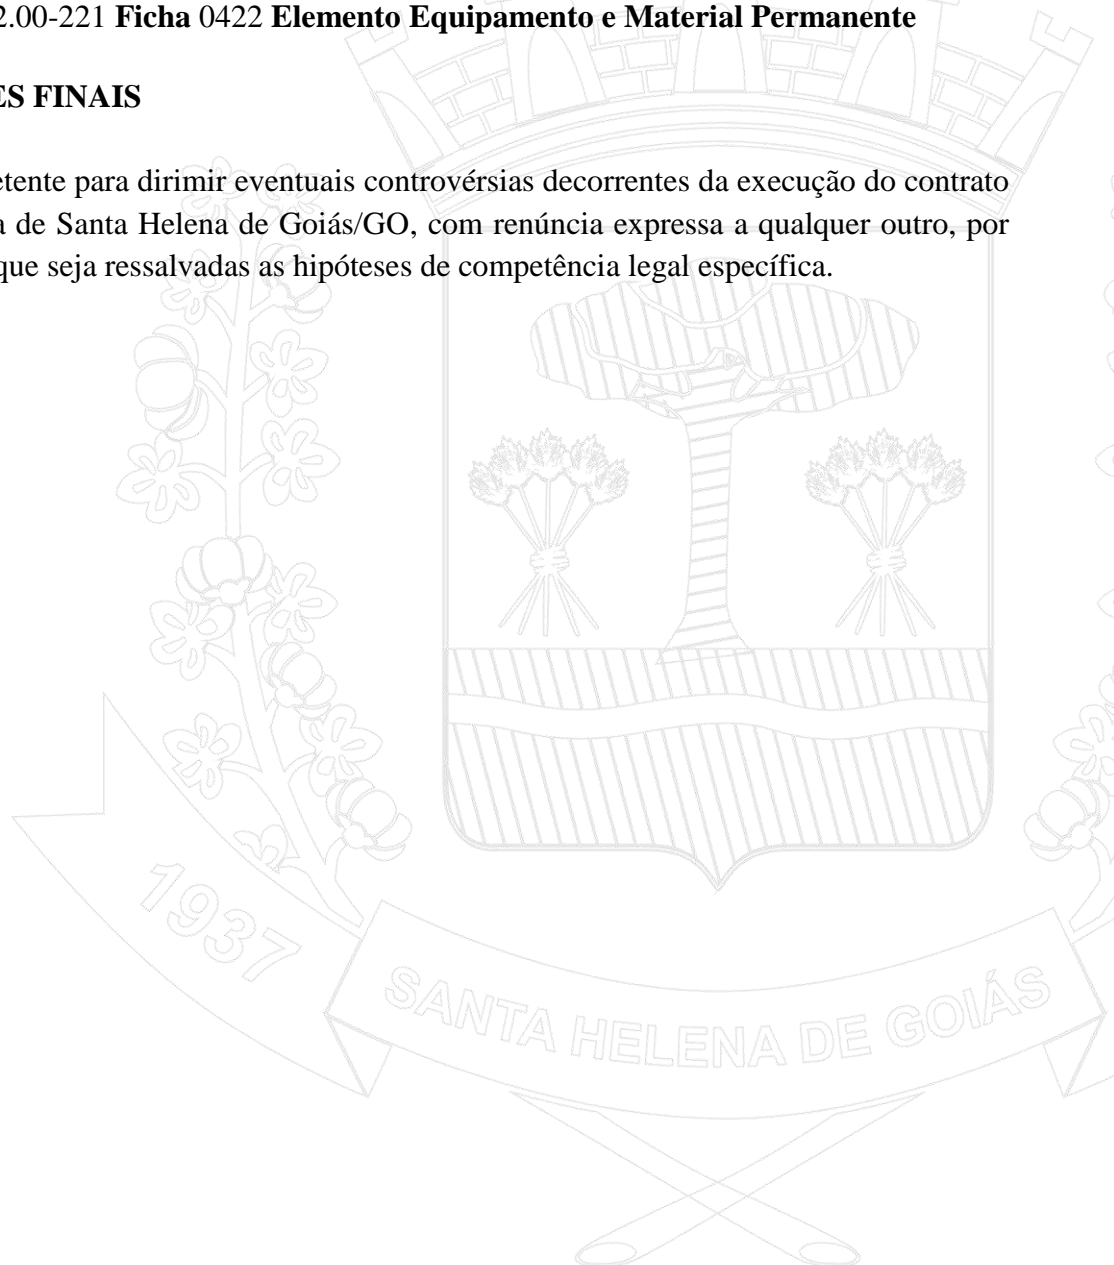 2.00-221 Ficha 0422 Elemento Equipamento e Material Permanente
ES FINAIS
etente para dirimir eventuais controvérsias decorrentes da execução do contrato
a de Santa Helena de Goiás/GO, com renúncia expressa a qualquer outro, por
que seja ressalvadas as hipóteses de competência legal específica.
1937
SANTA HELENA DE GOIÁS